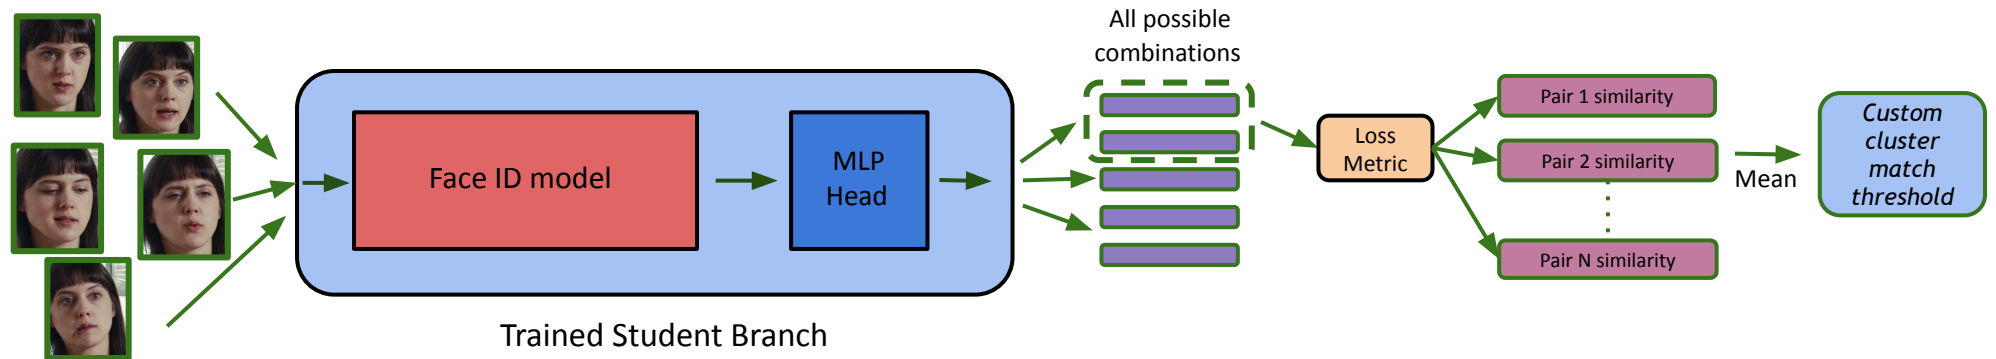 All possible
combinations
Face ID model
MLP
Head
Loss
Metric
Pair 1 similarity
Pair 2 similarity
Pair N similarity
Mean
Custom
cluster
match
threshold
Trained Student Branch